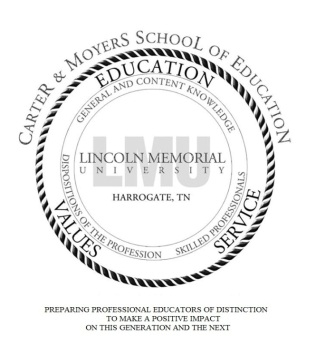 CARTER & MOYERS SCHOOL OF EDUCATION
EDUCATION
GENERAL AND CONTENT KNOWLEDGE
LMU
LINCOLN MEMORIAL
UNIVERSITY
HARROGATE, TN
DISPOSITIONS OF THE PROFESSION
SKILLED PROFESSIONALS
VALUES
SERVICE
PREPARING PROFESSIONAL EDUCATORS OF DISTINCTION
TO MAKE A POSITIVE IMPACT
ON THIS GENERATION AND THE NEXT